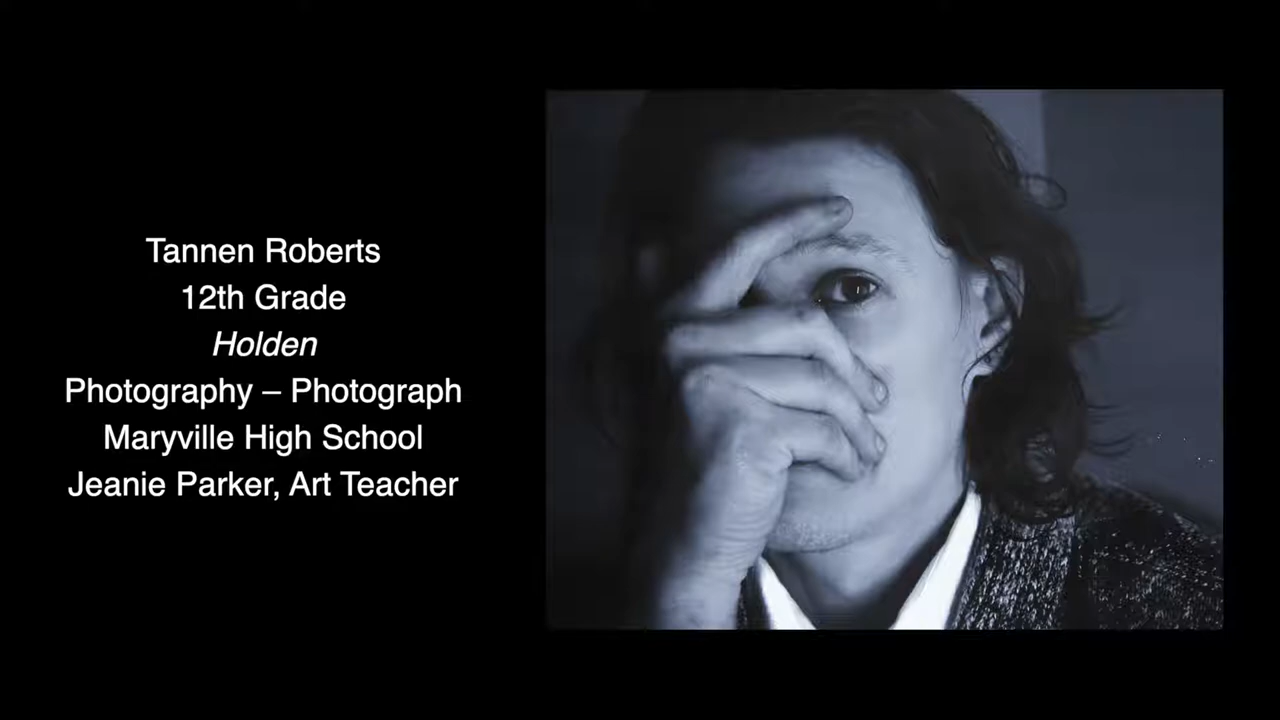 Tannen Roberts
12th Grade
Holden
Photography – Photograph
Maryville High School
Jeanie Parker, Art Teacher